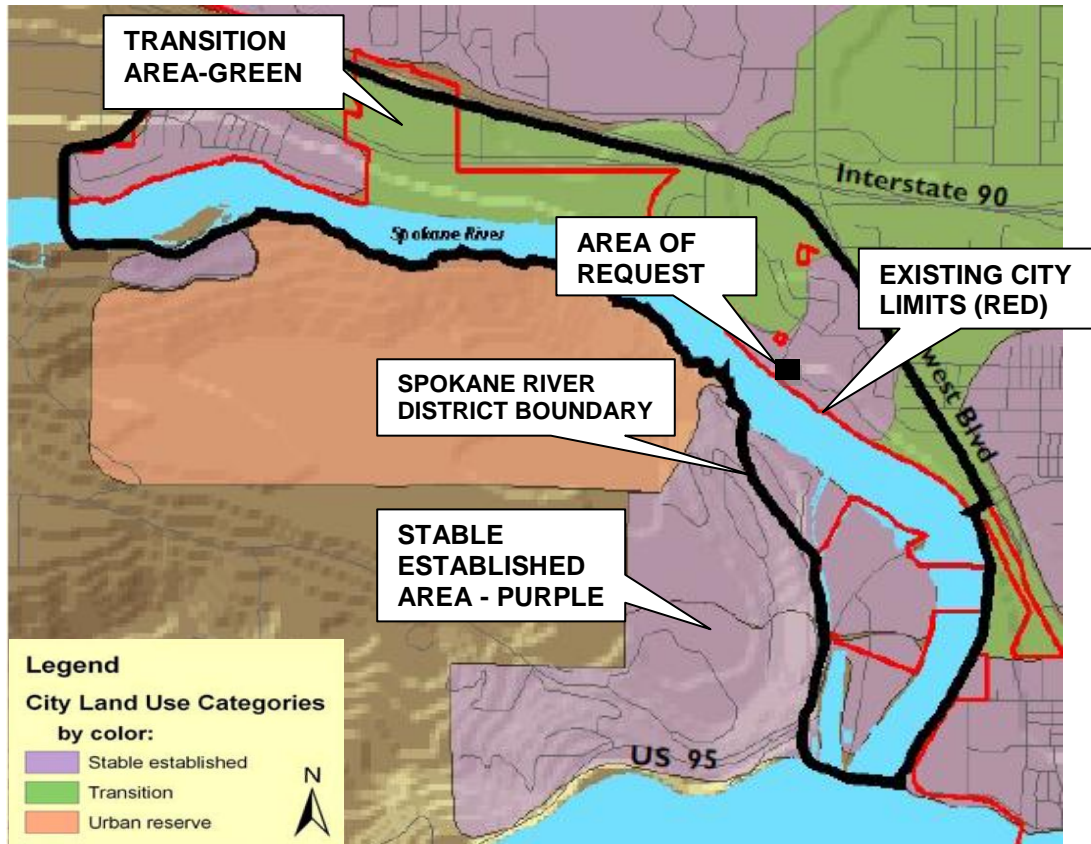 TRANSITION
AREA-GREEN
Interstate 90
Spokane River
AREA OF
REQUEST
EXISTING CITY
LIMITS (RED)
SPOKANE RIVER
DISTRICT BOUNDARY
west Blvd
STABLE
ESTABLISHED
AREA - PURPLE
US 95
Legend
City Land Use Categories
by color:
Stable established
Transition
Urban reserve
N